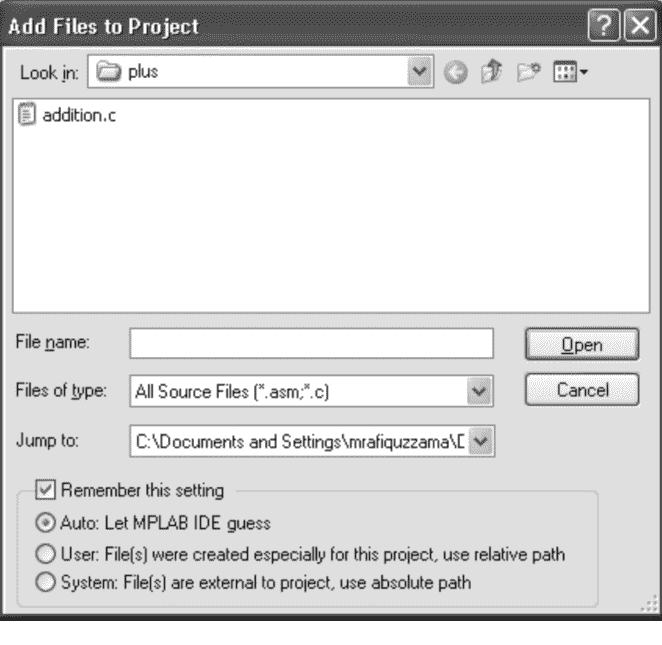 Add Files to Project
Look in: plus
addition.c
File name:
Open
Files of type: All Source Files (*.asm;*.c)
Cancel
Jump to: C:\Documents and Settings\mrafiquzzama\D
Remember this setting
Auto: Let MPLAB IDE guess
User: File(s) were created especially for this project, use relative path
System: File(s) are external to project, use absolute path